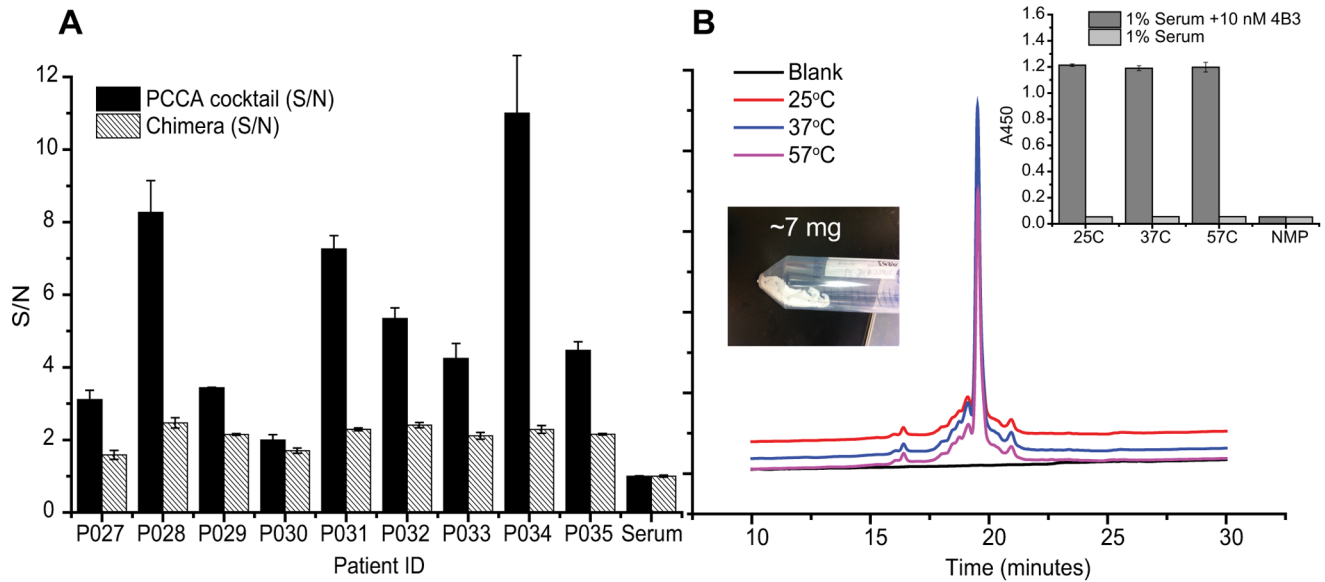 A
S/N
12
10
8
6
4
2
0
PCCA cocktail (S/N)
Chimera (S/N)
P027 P028 P029 P030 P031 P032 P033 P034 P035 Serum
Patient ID
B
Blank
25°C
37°C
57°C
~7 mg
10 15 20 25 30
Time (minutes)
1% Serum +10 nM 4B3
1% Serum
A450
1.6
1.4
1.2
1.0
0.8
0.6
0.4
0.2
0.0
25C 37C 57C NMP